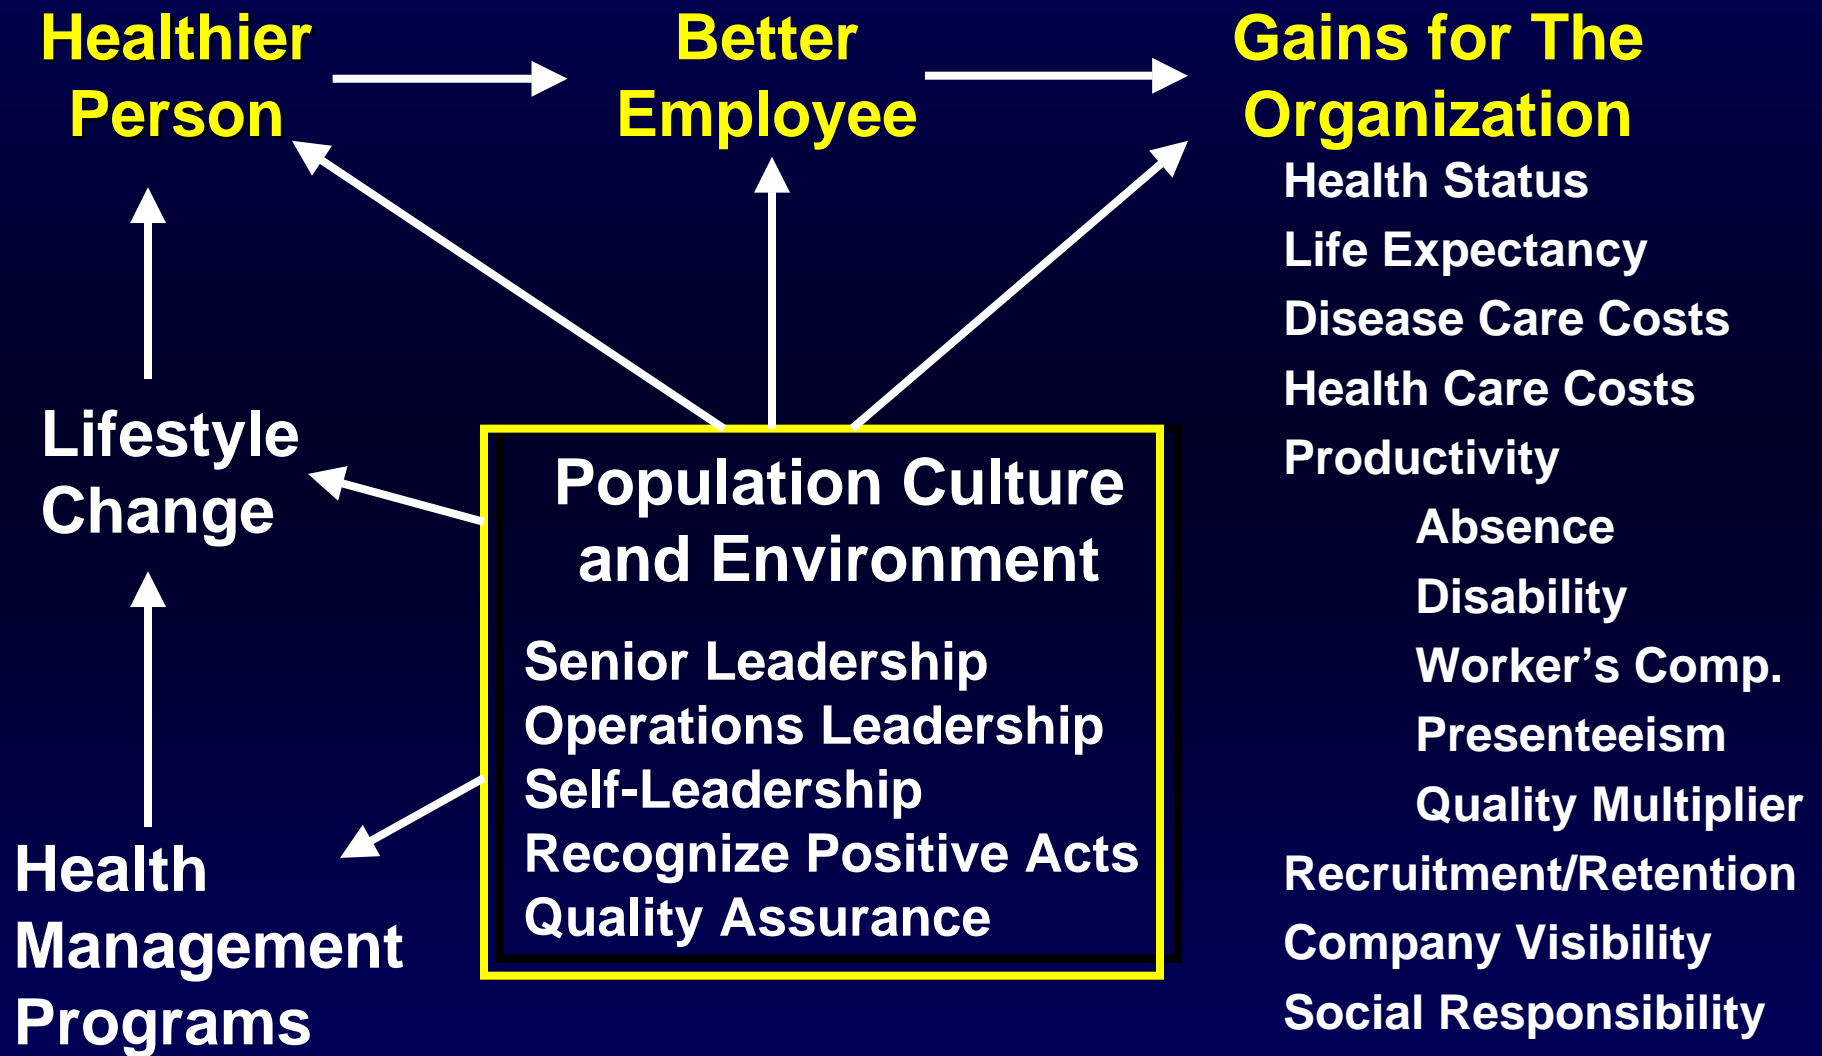 Healthier
Person
Better
Employee
Gains for The
Organization
Health Status
Life Expectancy
Disease Care Costs
Health Care Costs
Productivity
Absence
Disability
Worker’s Comp.
Presenteeism
Quality Multiplier
Recruitment/Retention
Company Visibility
Social Responsibility
Lifestyle
Change
Population Culture
and Environment
Senior Leadership
Operations Leadership
Self-Leadership
Recognize Positive Acts
Quality Assurance
Health
Management
Programs